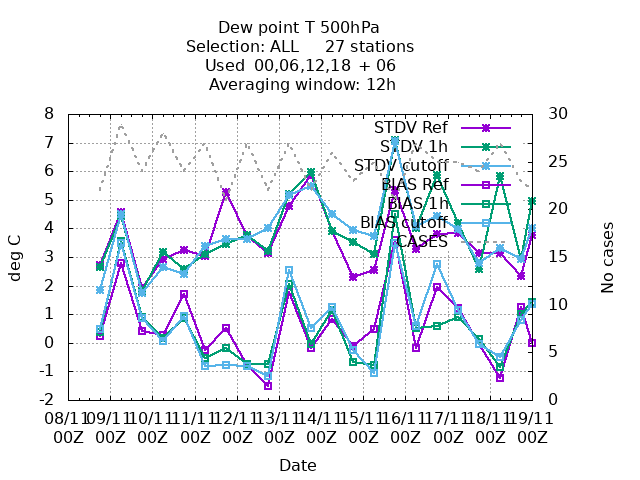 Dew point T 500hPa
Selection: ALL 27 stations
Used 00,06,12,18 + 06
Averaging window: 12h
8
7
6
5
4
3
2
1
0
-1
-2
deg C
30
25
20
15
10
5
0
No cases
STDV Ref
STDV 1h
STDV cutoff
BIAS Ref
BIAS 1h
BIAS cutoff
CASES
08/11 09/11 10/11 11/11 12/11 13/11 14/11 15/11 16/11 17/11 18/11 19/11
00Z 00Z 00Z 00Z 00Z 00Z 00Z 00Z 00Z 00Z 00Z 00Z
Date